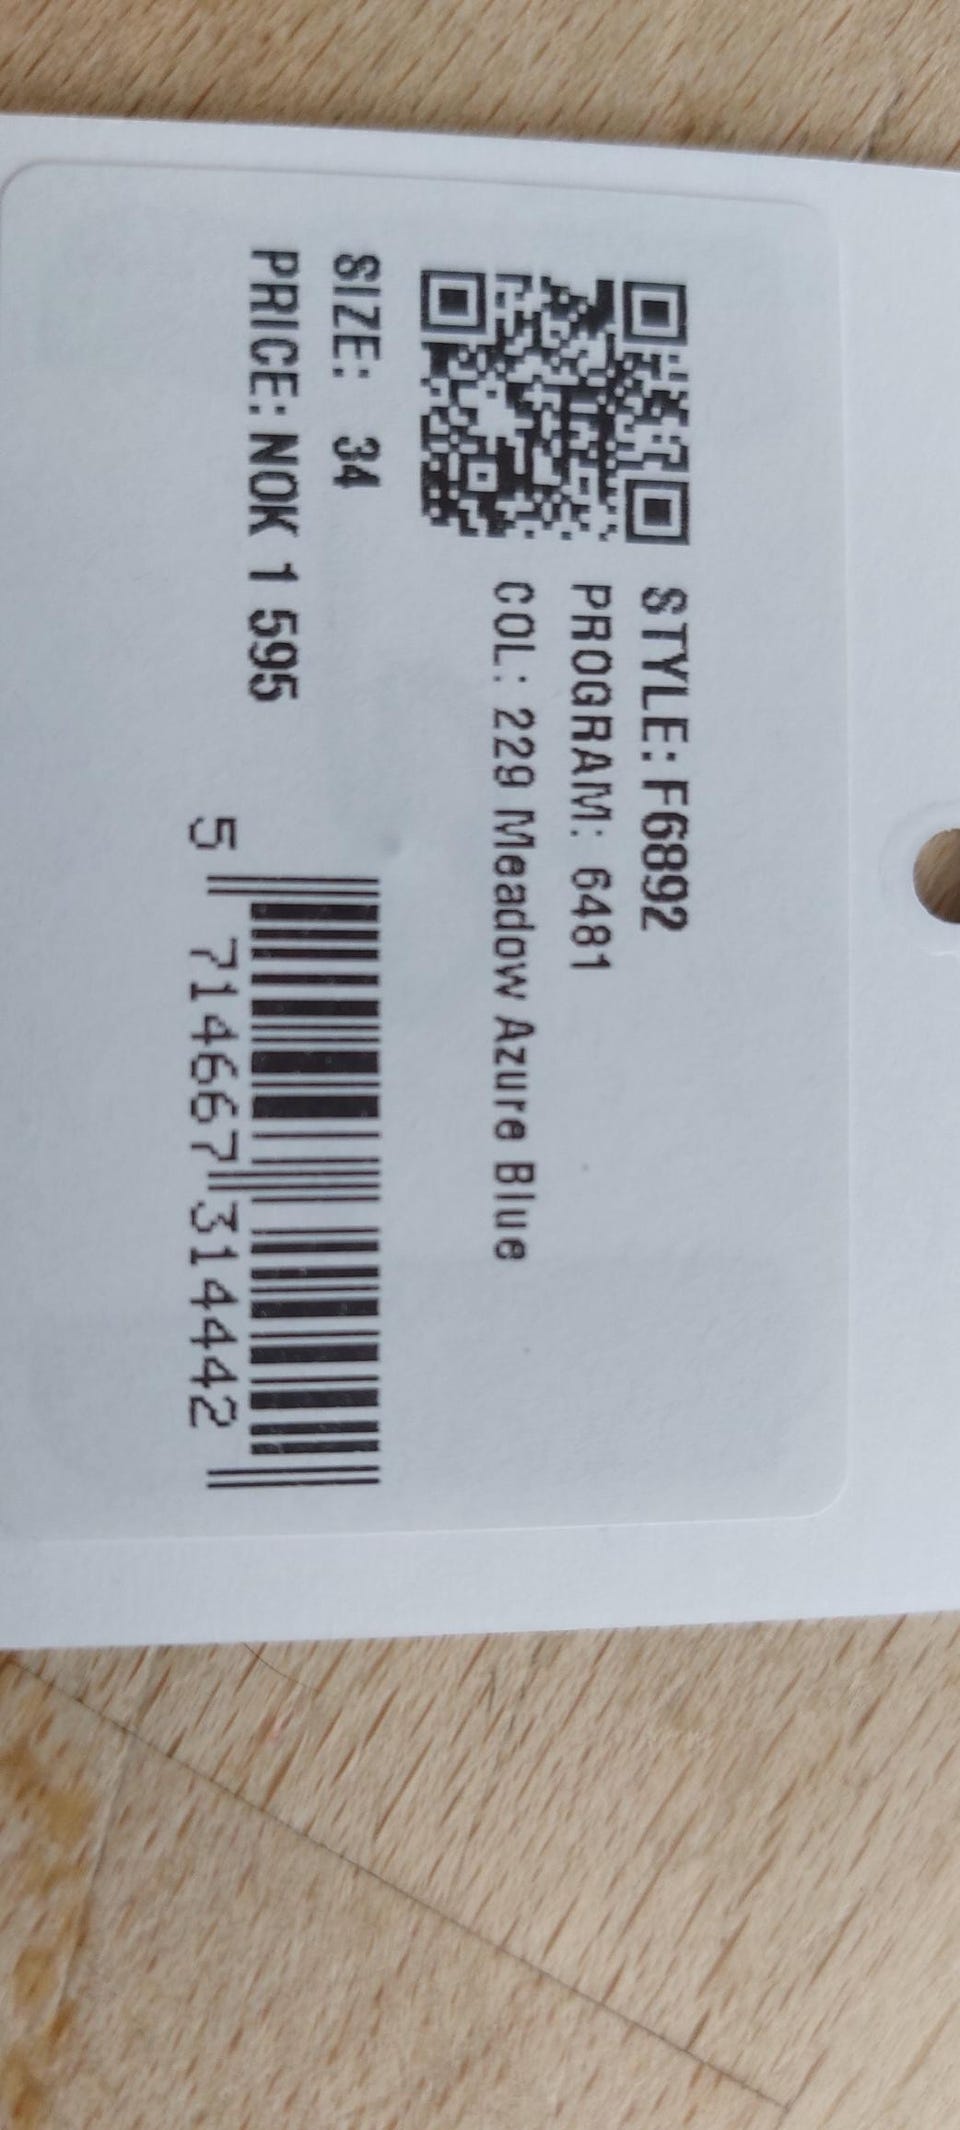 STYLE: F6892
PROGRAM: 6481
COL: 229 Meadow Azure Blue
SIZE: 34
PRICE: NOK 1 595
5 714667 314442